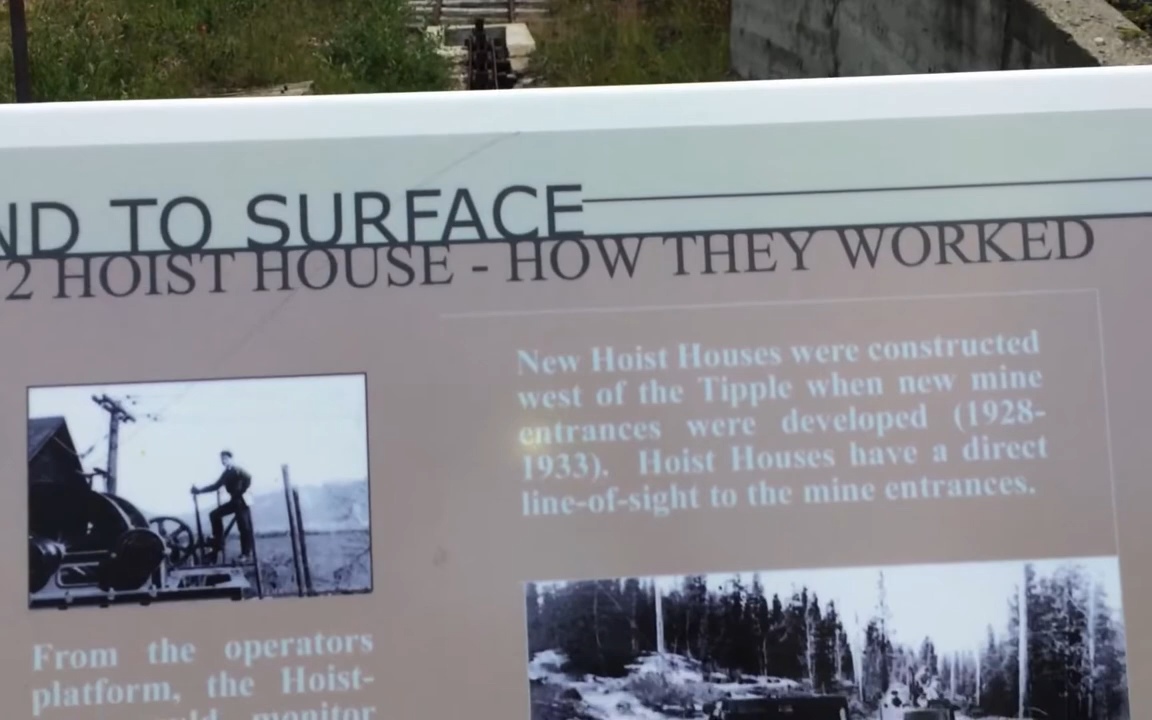 ND TO SURFACE
2 HOIST HOUSE - HOW THEY WORKED
New Hoist Houses were constructed
west of the Tipple when new mine
entrances were developed (1928-
1933). Hoist Houses have a direct
line-of-sight to the mine entrances.
From the operators
platform, the Hoist-
monitor